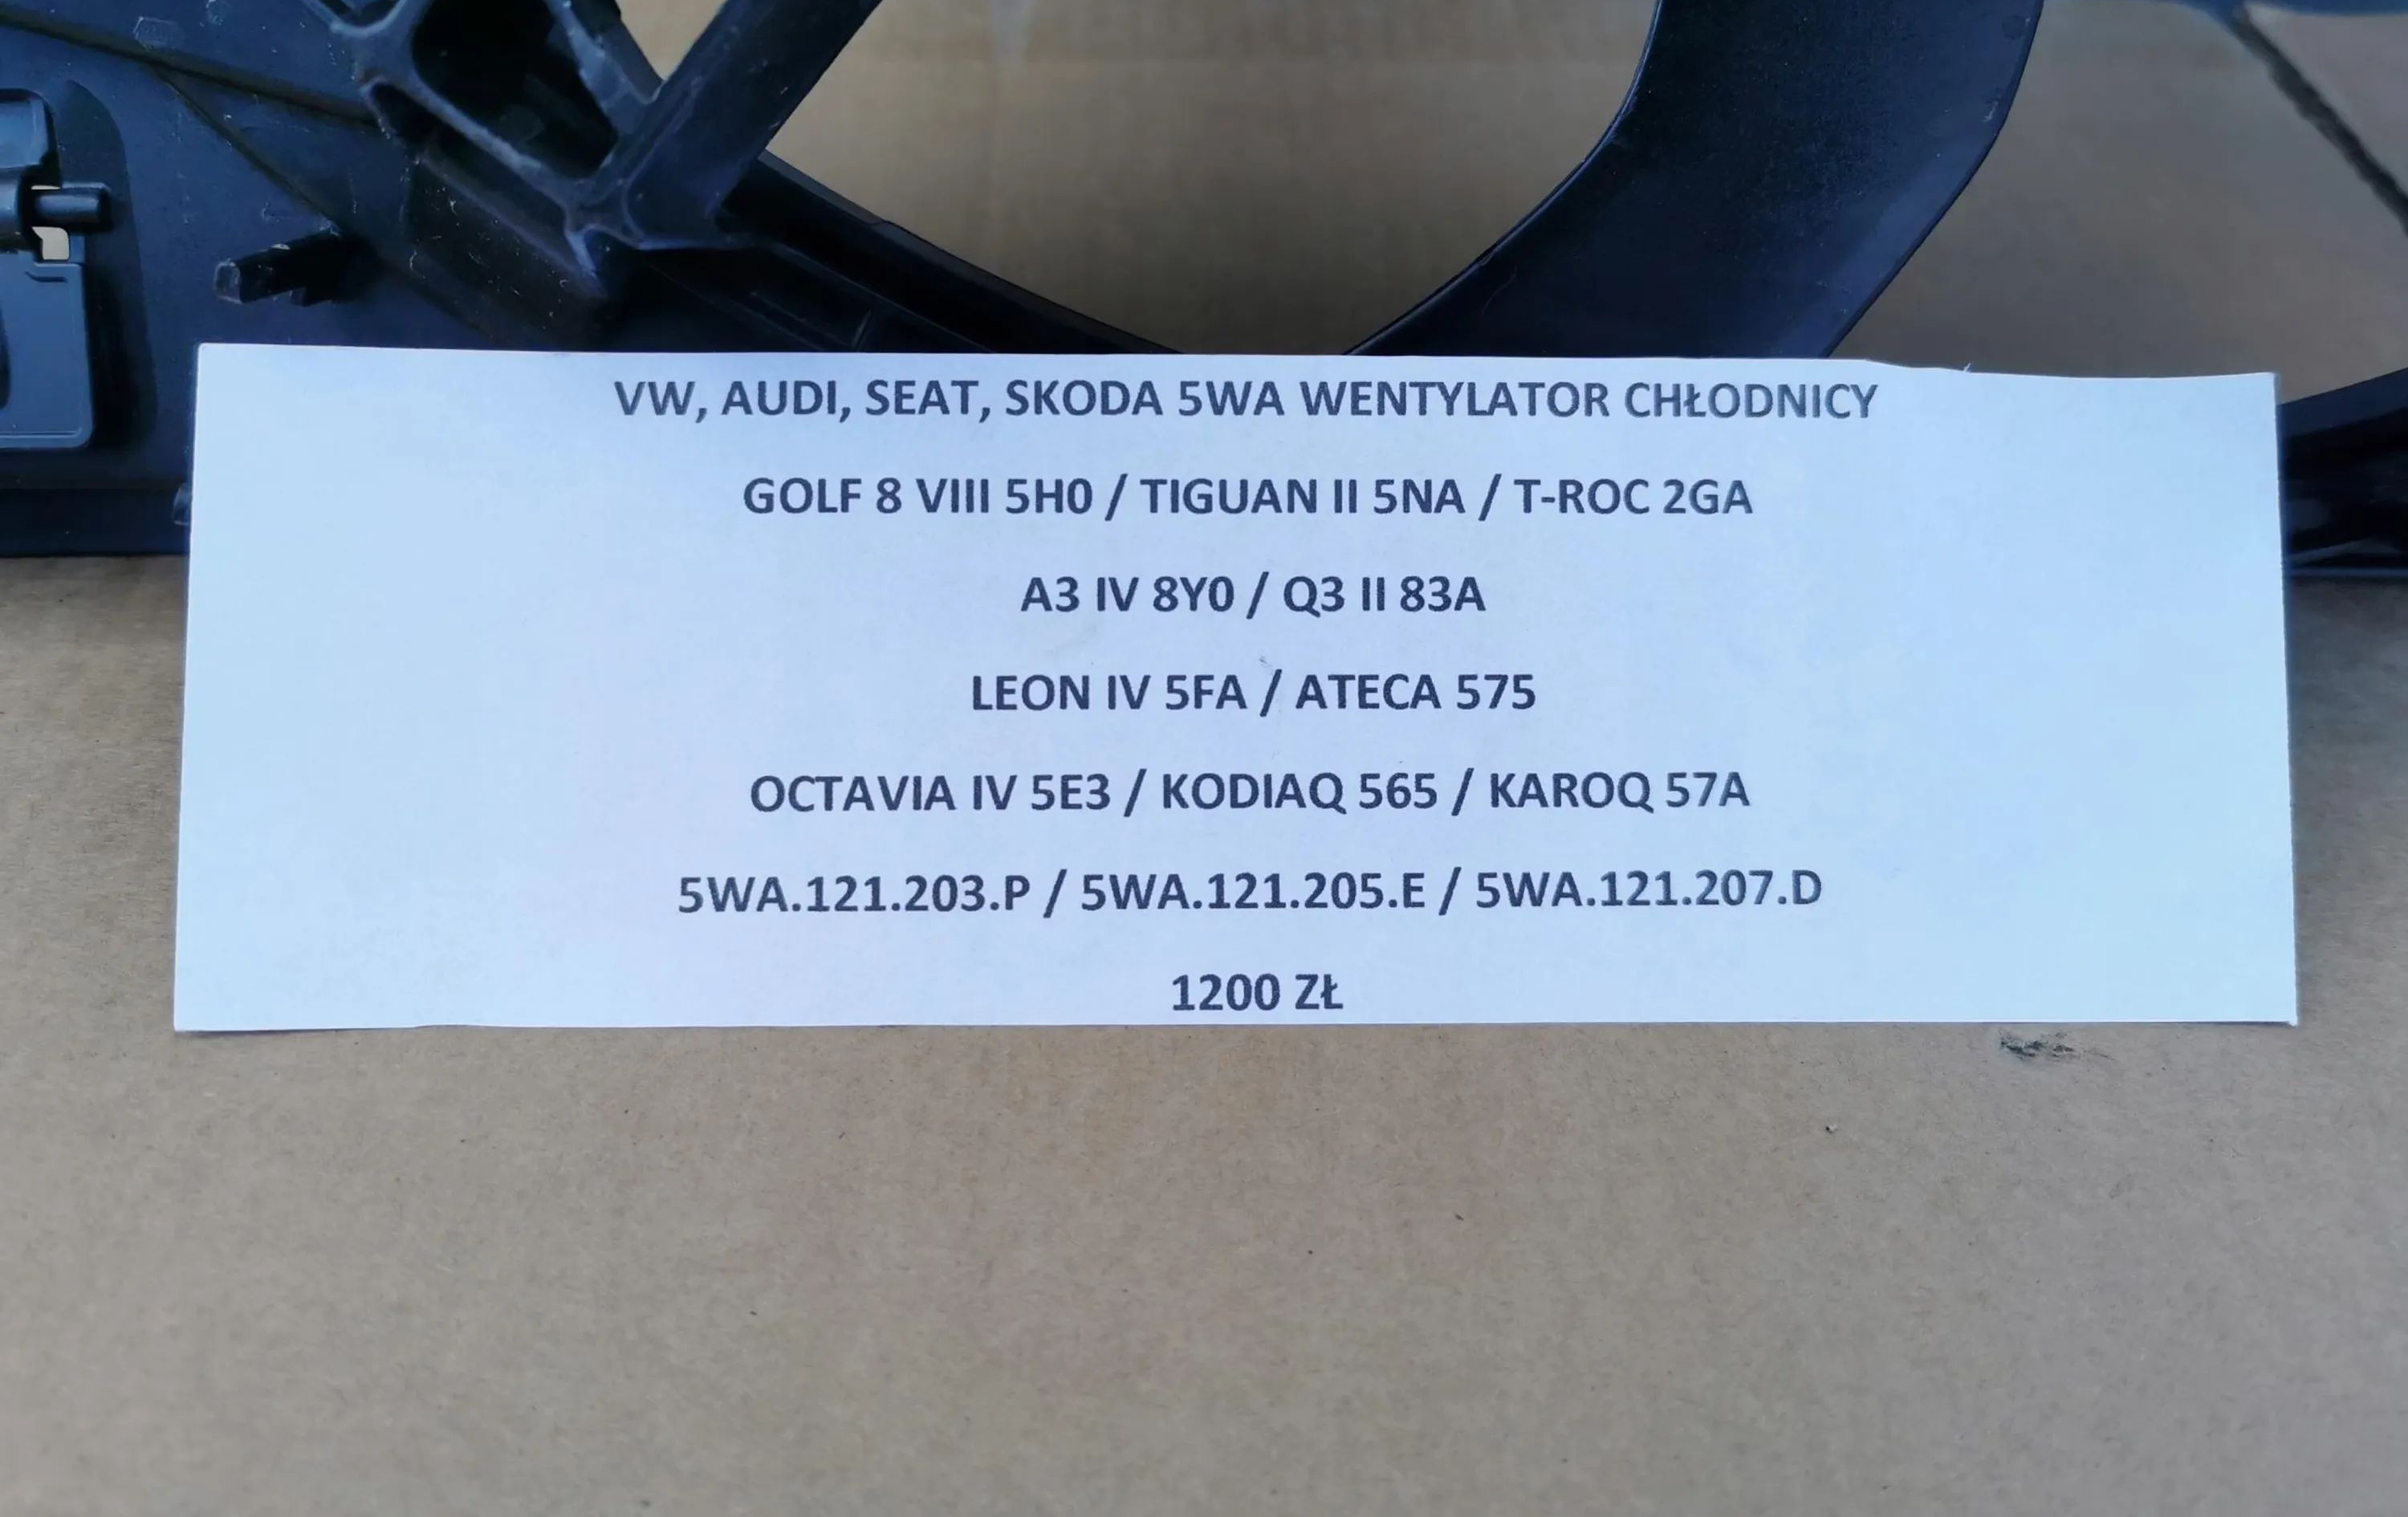 VW, AUDI, SEAT, SKODA 5WA WENTYLATOR CHŁODNICY
GOLF 8 VIII 5H0 / TIGUAN II 5NA / T-ROC 2GA
A3 IV 8Y0 / Q3 II 83A
LEON IV 5FA / ATECA 575
OCTAVIA IV 5E3 / KODIAQ 565 / KAROQ 57A
5WA.121.203.P / 5WA.121.205.E / 5WA.121.207.D
1200 ZŁ